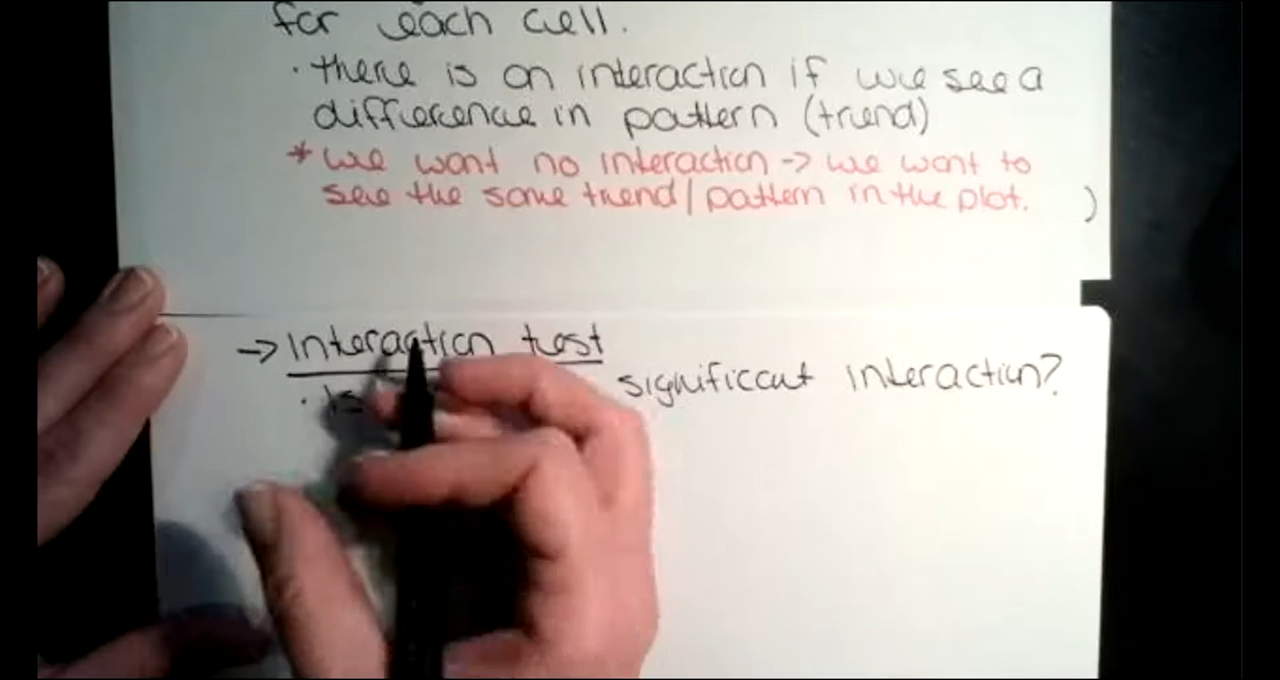 for each cell.
· there is an interaction if we see a
difference in pattern (trend)
* we want no interaction -> we want to
see the same trend/pattern in the plot. )
-> Interaction test
· Is significant interaction?